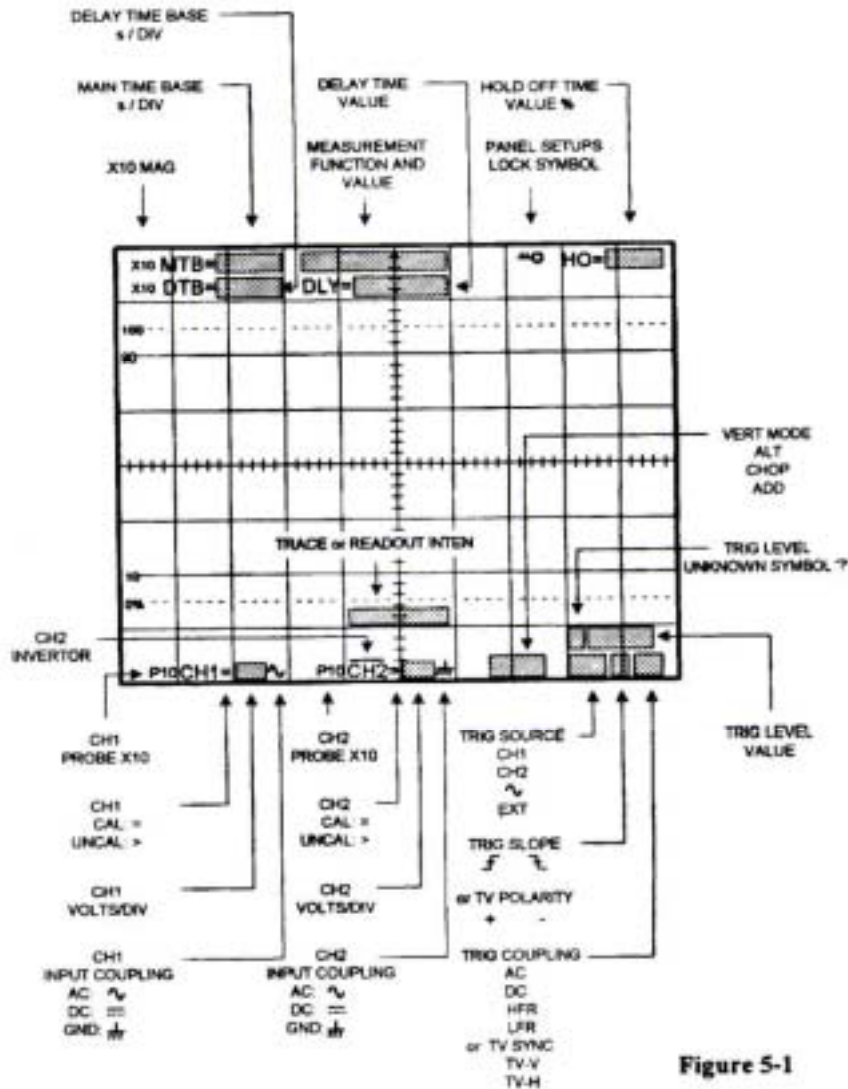 DELAY TIME BASE
s / DIV
MAIN TIME BASE
s / DIV
DELAY TIME
VALUE
HOLD OFF TIME
VALUE %
X10 MAG
MEASUREMENT
FUNCTION AND
VALUE
PANEL SETUPS
LOCK SYMBOL
X10 MTB=
HO=
X10 DTB=
DLY=
100
90
VERT MODE
ALT
CHOP
ADD
TRACE or READOUT INTEN
TRIG LEVEL
UNKNOWN SYMBOL ?
10
0%
CH2
INVERTOR
P10CH1=
P10CH2=
CH1
PROBE X10
CH2
PROBE X10
TRIG SOURCE
CH1
CH2
EXT
TRIG LEVEL
VALUE
CH1
CAL: =
UNCAL: >
CH2
CAL: =
UNCAL: >
TRIG SLOPE
CH1
VOLTS/DIV
CH2
VOLTS/DIV
or TV POLARITY
+ -
CH1
INPUT COUPLING
AC:
DC:
GND:
CH2
INPUT COUPLING
AC:
DC:
GND:
TRIG COUPLING
AC
DC
HFR
LFR
or TV SYNC
TV-V
TV-H
Figure 5-1